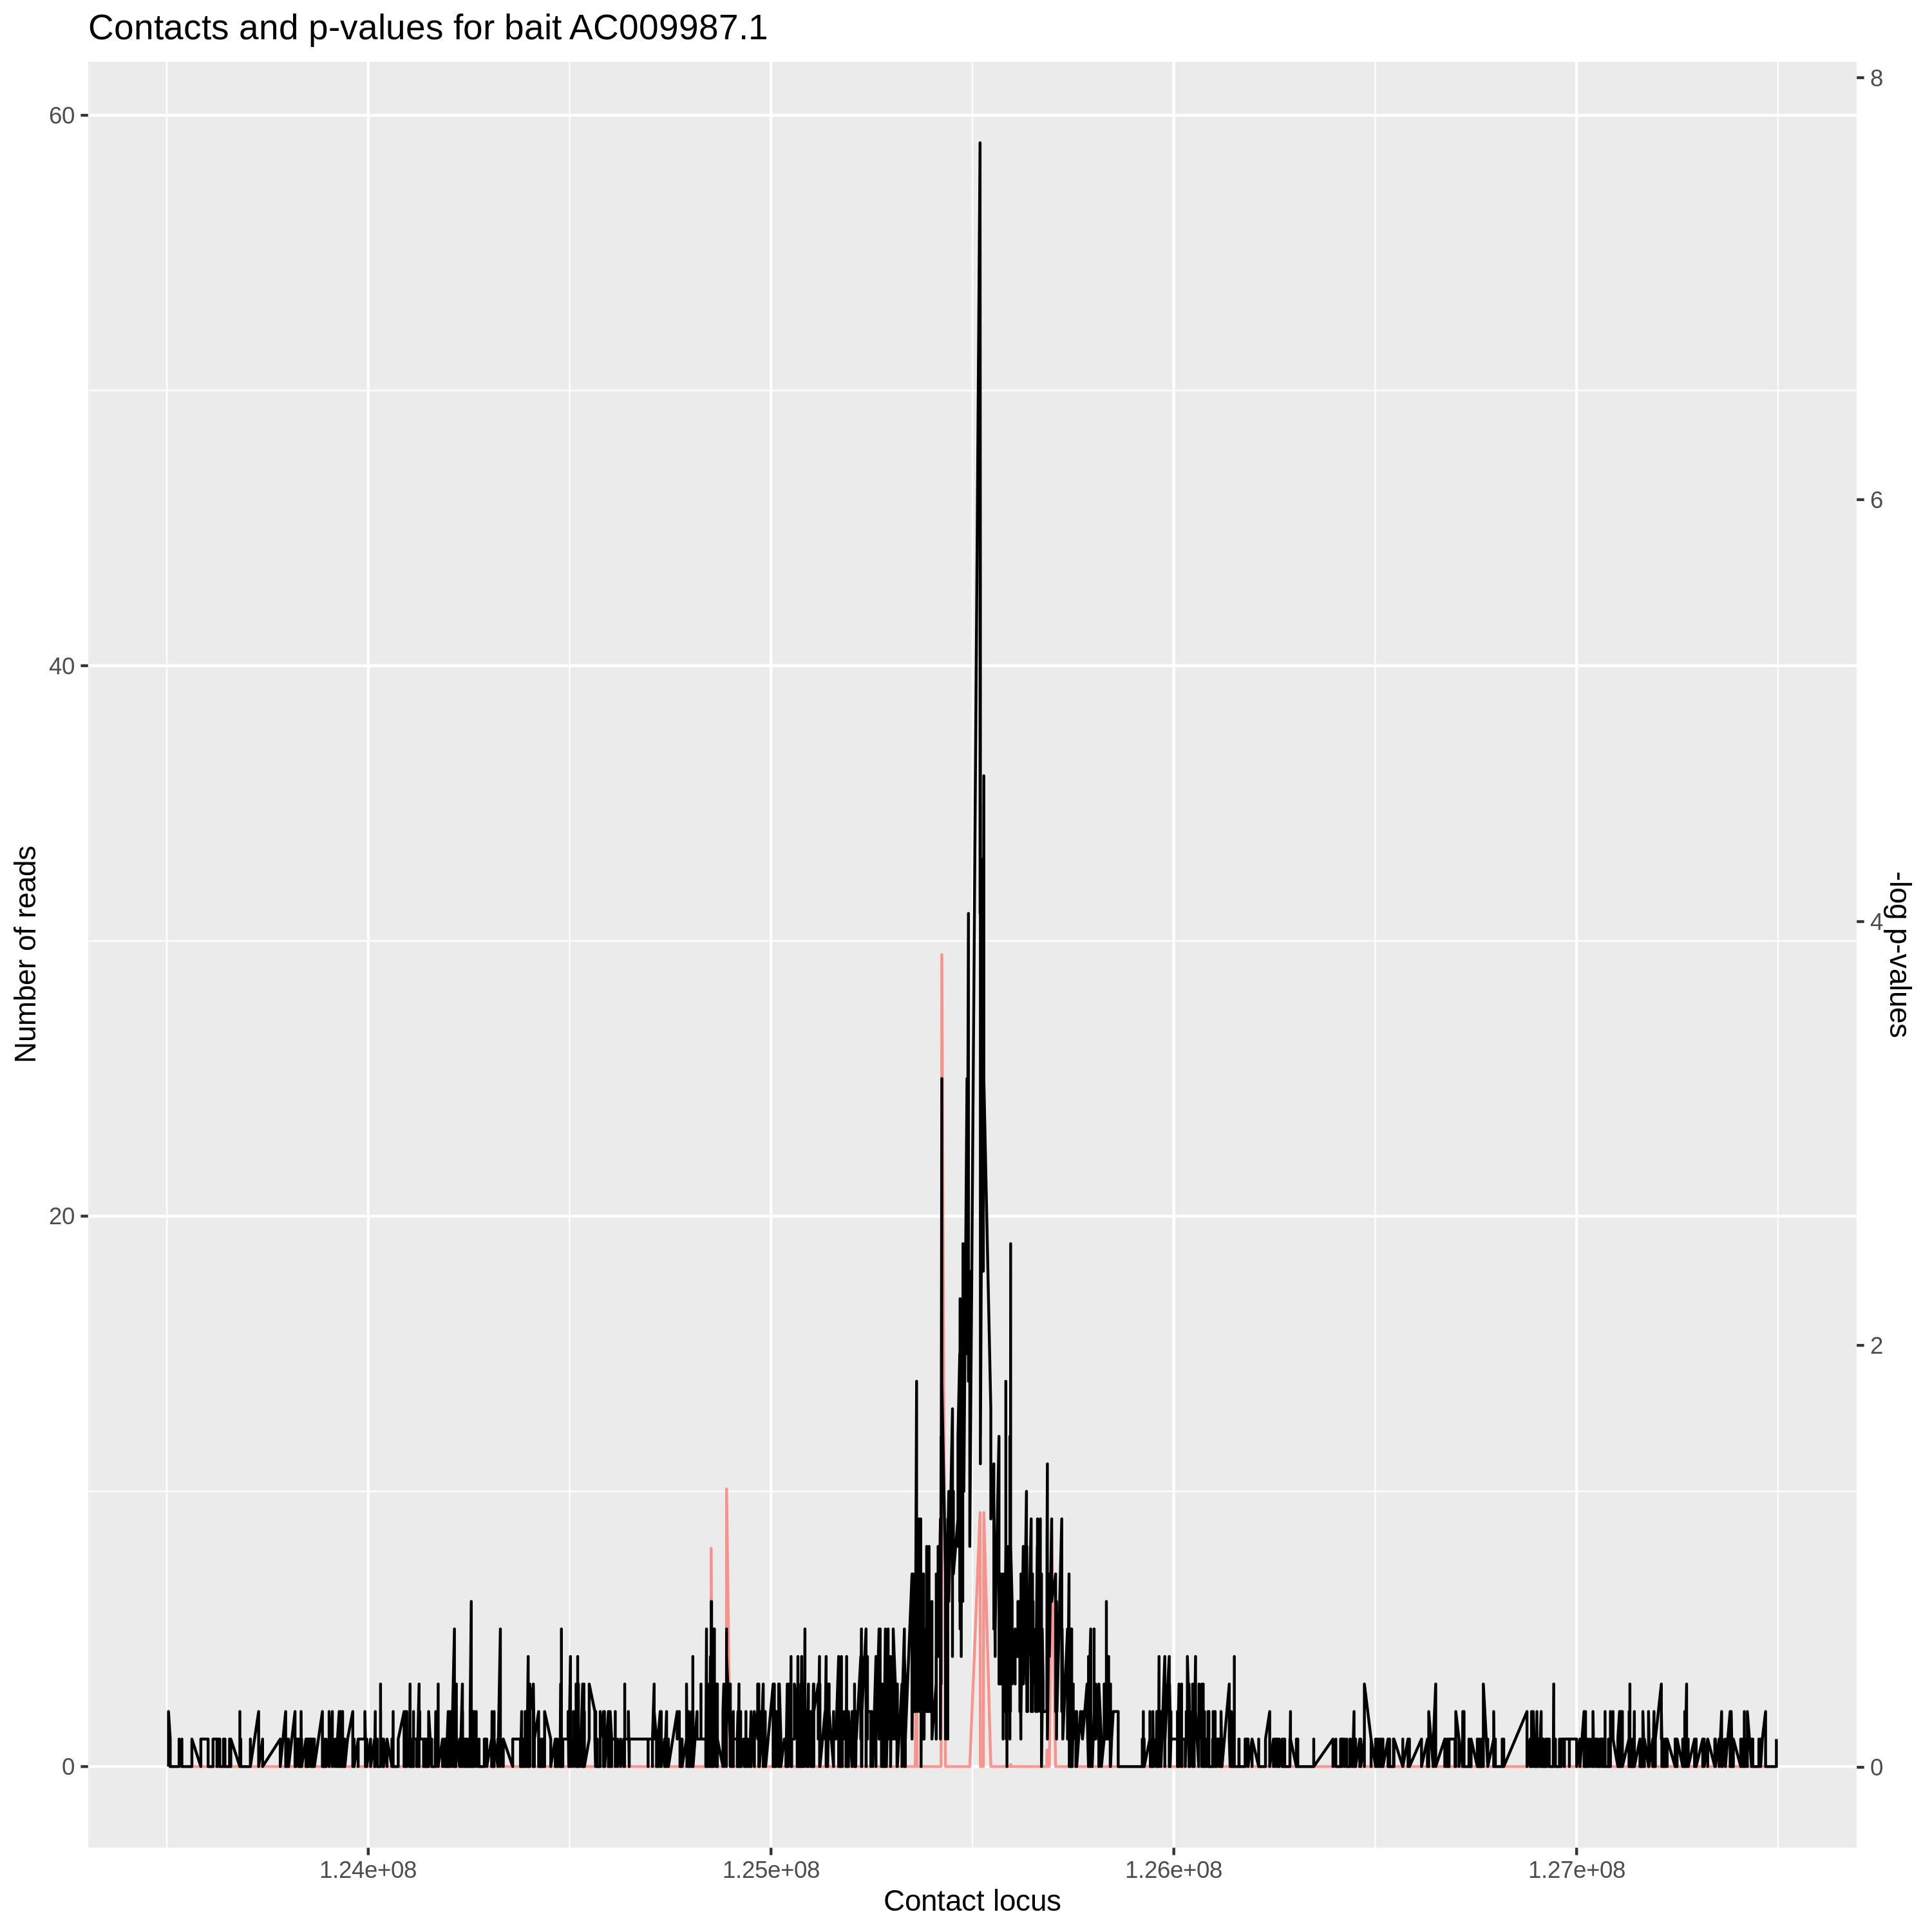 Contacts and p-values for bait AC009987.1
60
40
20
0
Number of reads
8
6
4
2
0
-log p-values
1.24e+08
1.25e+08
1.26e+08
1.27e+08
Contact locus